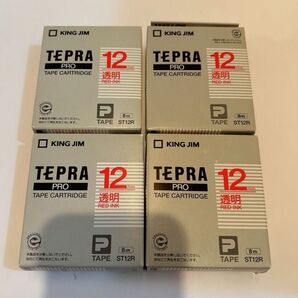 KING JIM
TEPRA
PRO
TAPE CARTRIDGE
12
透明
RED INK
P
TAPE
8m
ST12R
KING JIM
TEPRA
PRO
TAPE CARTRIDGE
12
透明
RED INK
P
TAPE
8m
ST12R
KING JIM
TEPRA
PRO
TAPE CARTRIDGE
12
透明
RED INK
P
TAPE
8m
ST12R
KING JIM
TEPRA
PRO
TAPE CARTRIDGE
12
透明
RED INK
P
TAPE
8m
ST12R